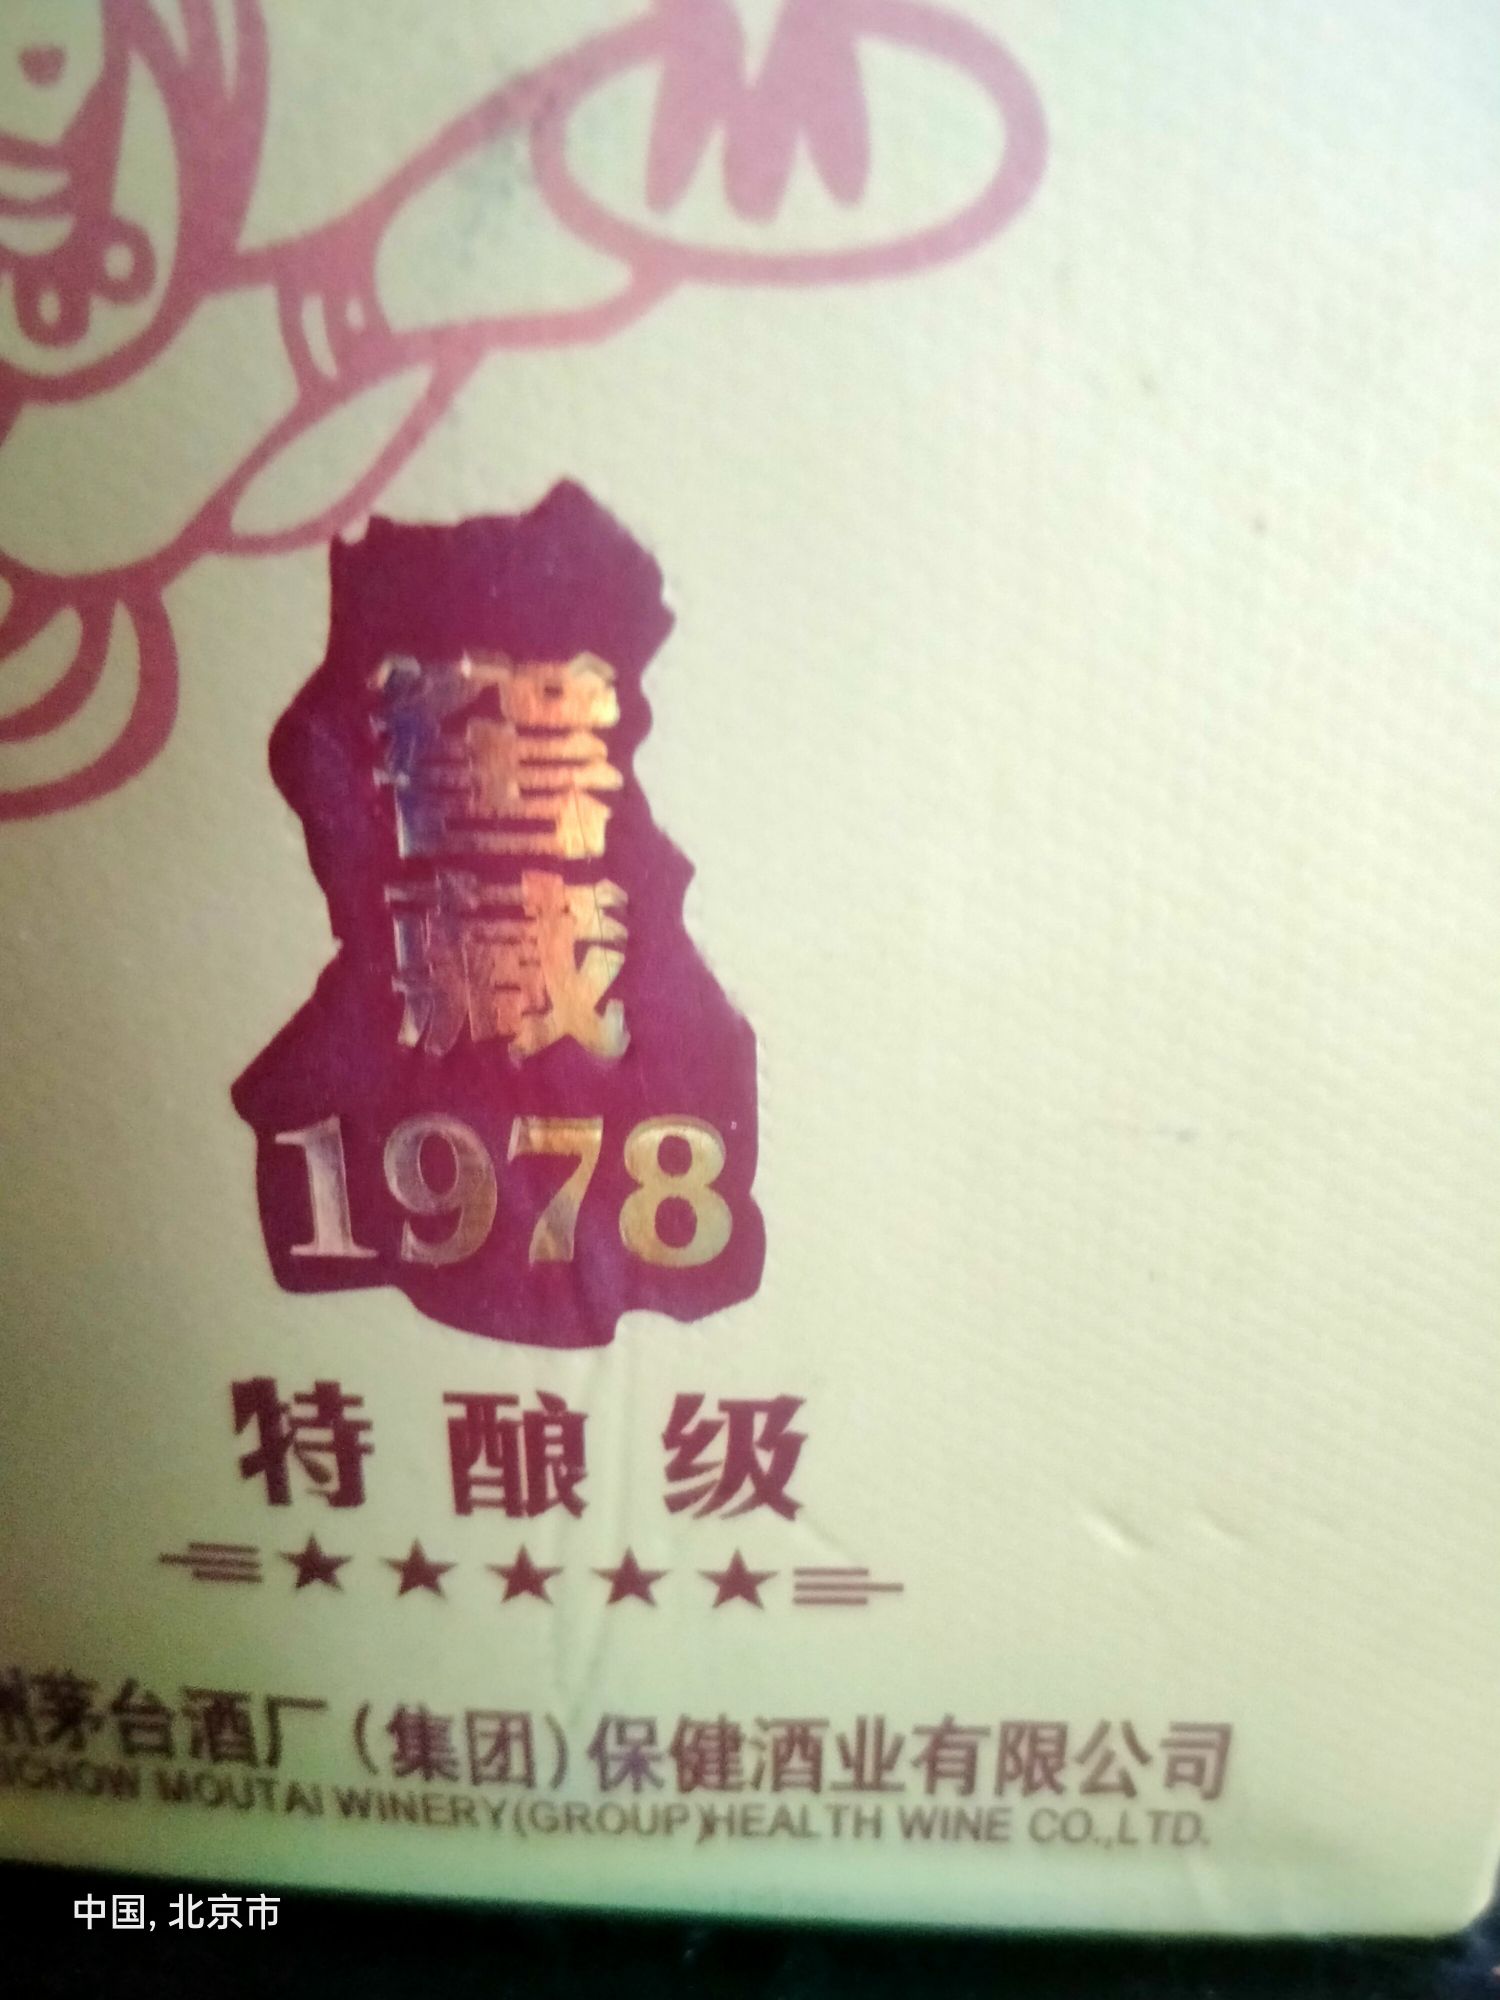 窖
藏
1978
特酿级
★★★★★
州茅台酒厂（集团）保健酒业有限公司
CHOW MOUTAI WINERY(GROUP)HEALTH WINE CO.,LTD.
中国, 北京市